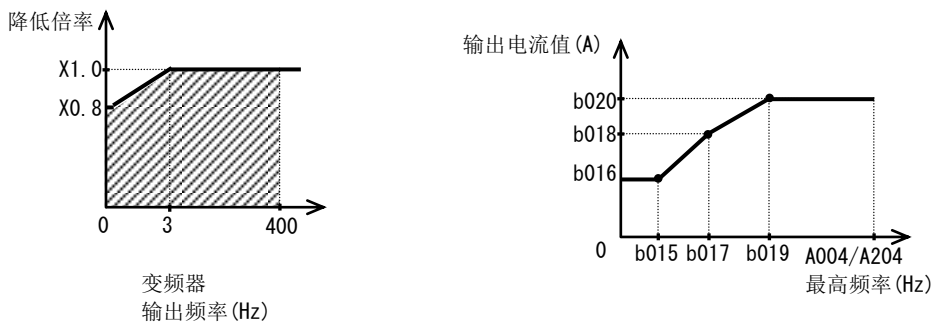 降低倍率
X1.0
X0.8
0
3
400
变频器
输出频率(Hz)
输出电流值(A)
b020
b018
b016
0
b015
b017
b019
A004/A204
最高频率(Hz)